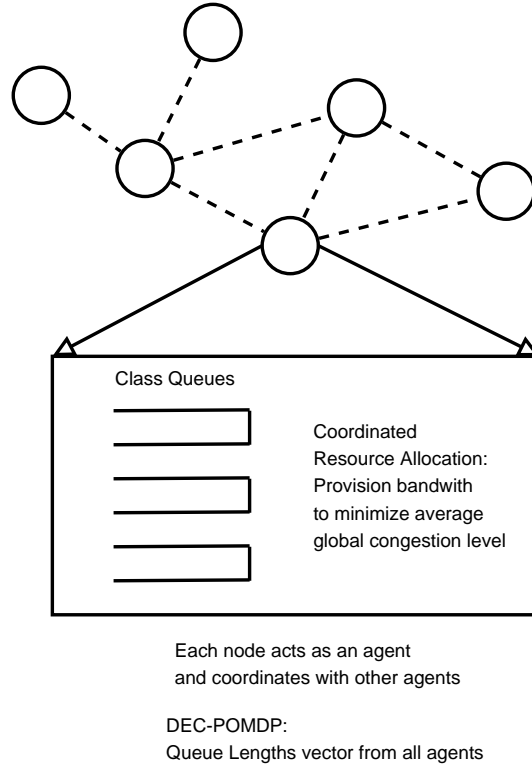 Class Queues
Coordinated
Resource Allocation:
Provision bandwith
to minimize average
global congestion level
Each node acts as an agent
and coordinates with other agents
DEC-POMDP:
Queue Lengths vector from all agents